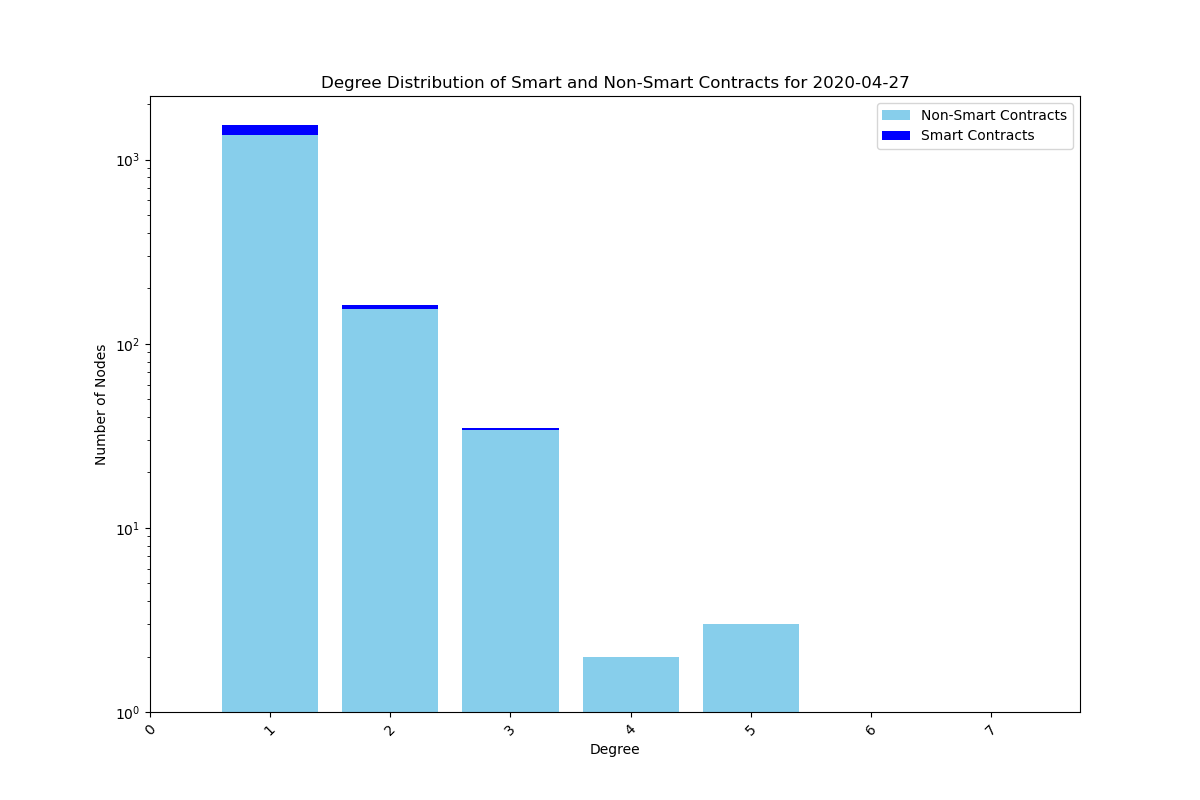 Degree Distribution of Smart and Non-Smart Contracts for 2020-04-27
Non-Smart Contracts
Smart Contracts
Number of Nodes
10³
10²
10¹
10⁰
0 1 2 3 4 5 6 7
Degree